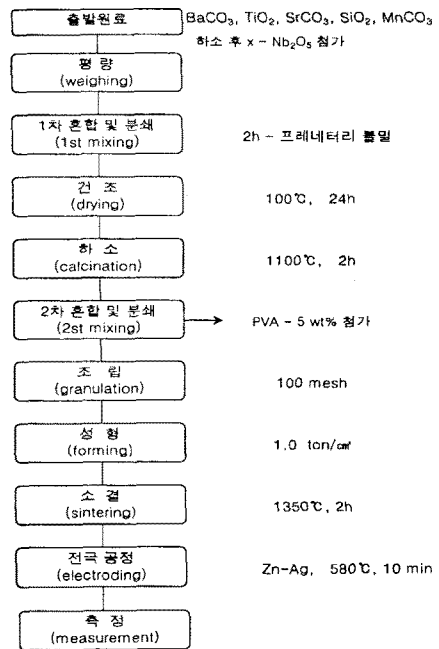 출발원료 BaCO₃, TiO₂, SrCO₃, SiO₂, MnCO₃
하소 후 x - Nb₂O₅ 첨가
평 량
(weighing)
1차 혼합 및 분쇄 2h - 프레네터리 볼밀
(1st mixing)
건 조
(drying) 100℃, 24h
하 소
(calcination) 1100℃, 2h
2차 혼합 및 분쇄
(2st mixing) PVA - 5 wt% 첨가
조 립
(granulation) 100 mesh
성 형
(forming) 1.0 ton/㎠
소 결
(sintering) 1350℃, 2h
전극 공정
(electroding) Zn-Ag, 580℃, 10 min
측 정
(measurement)